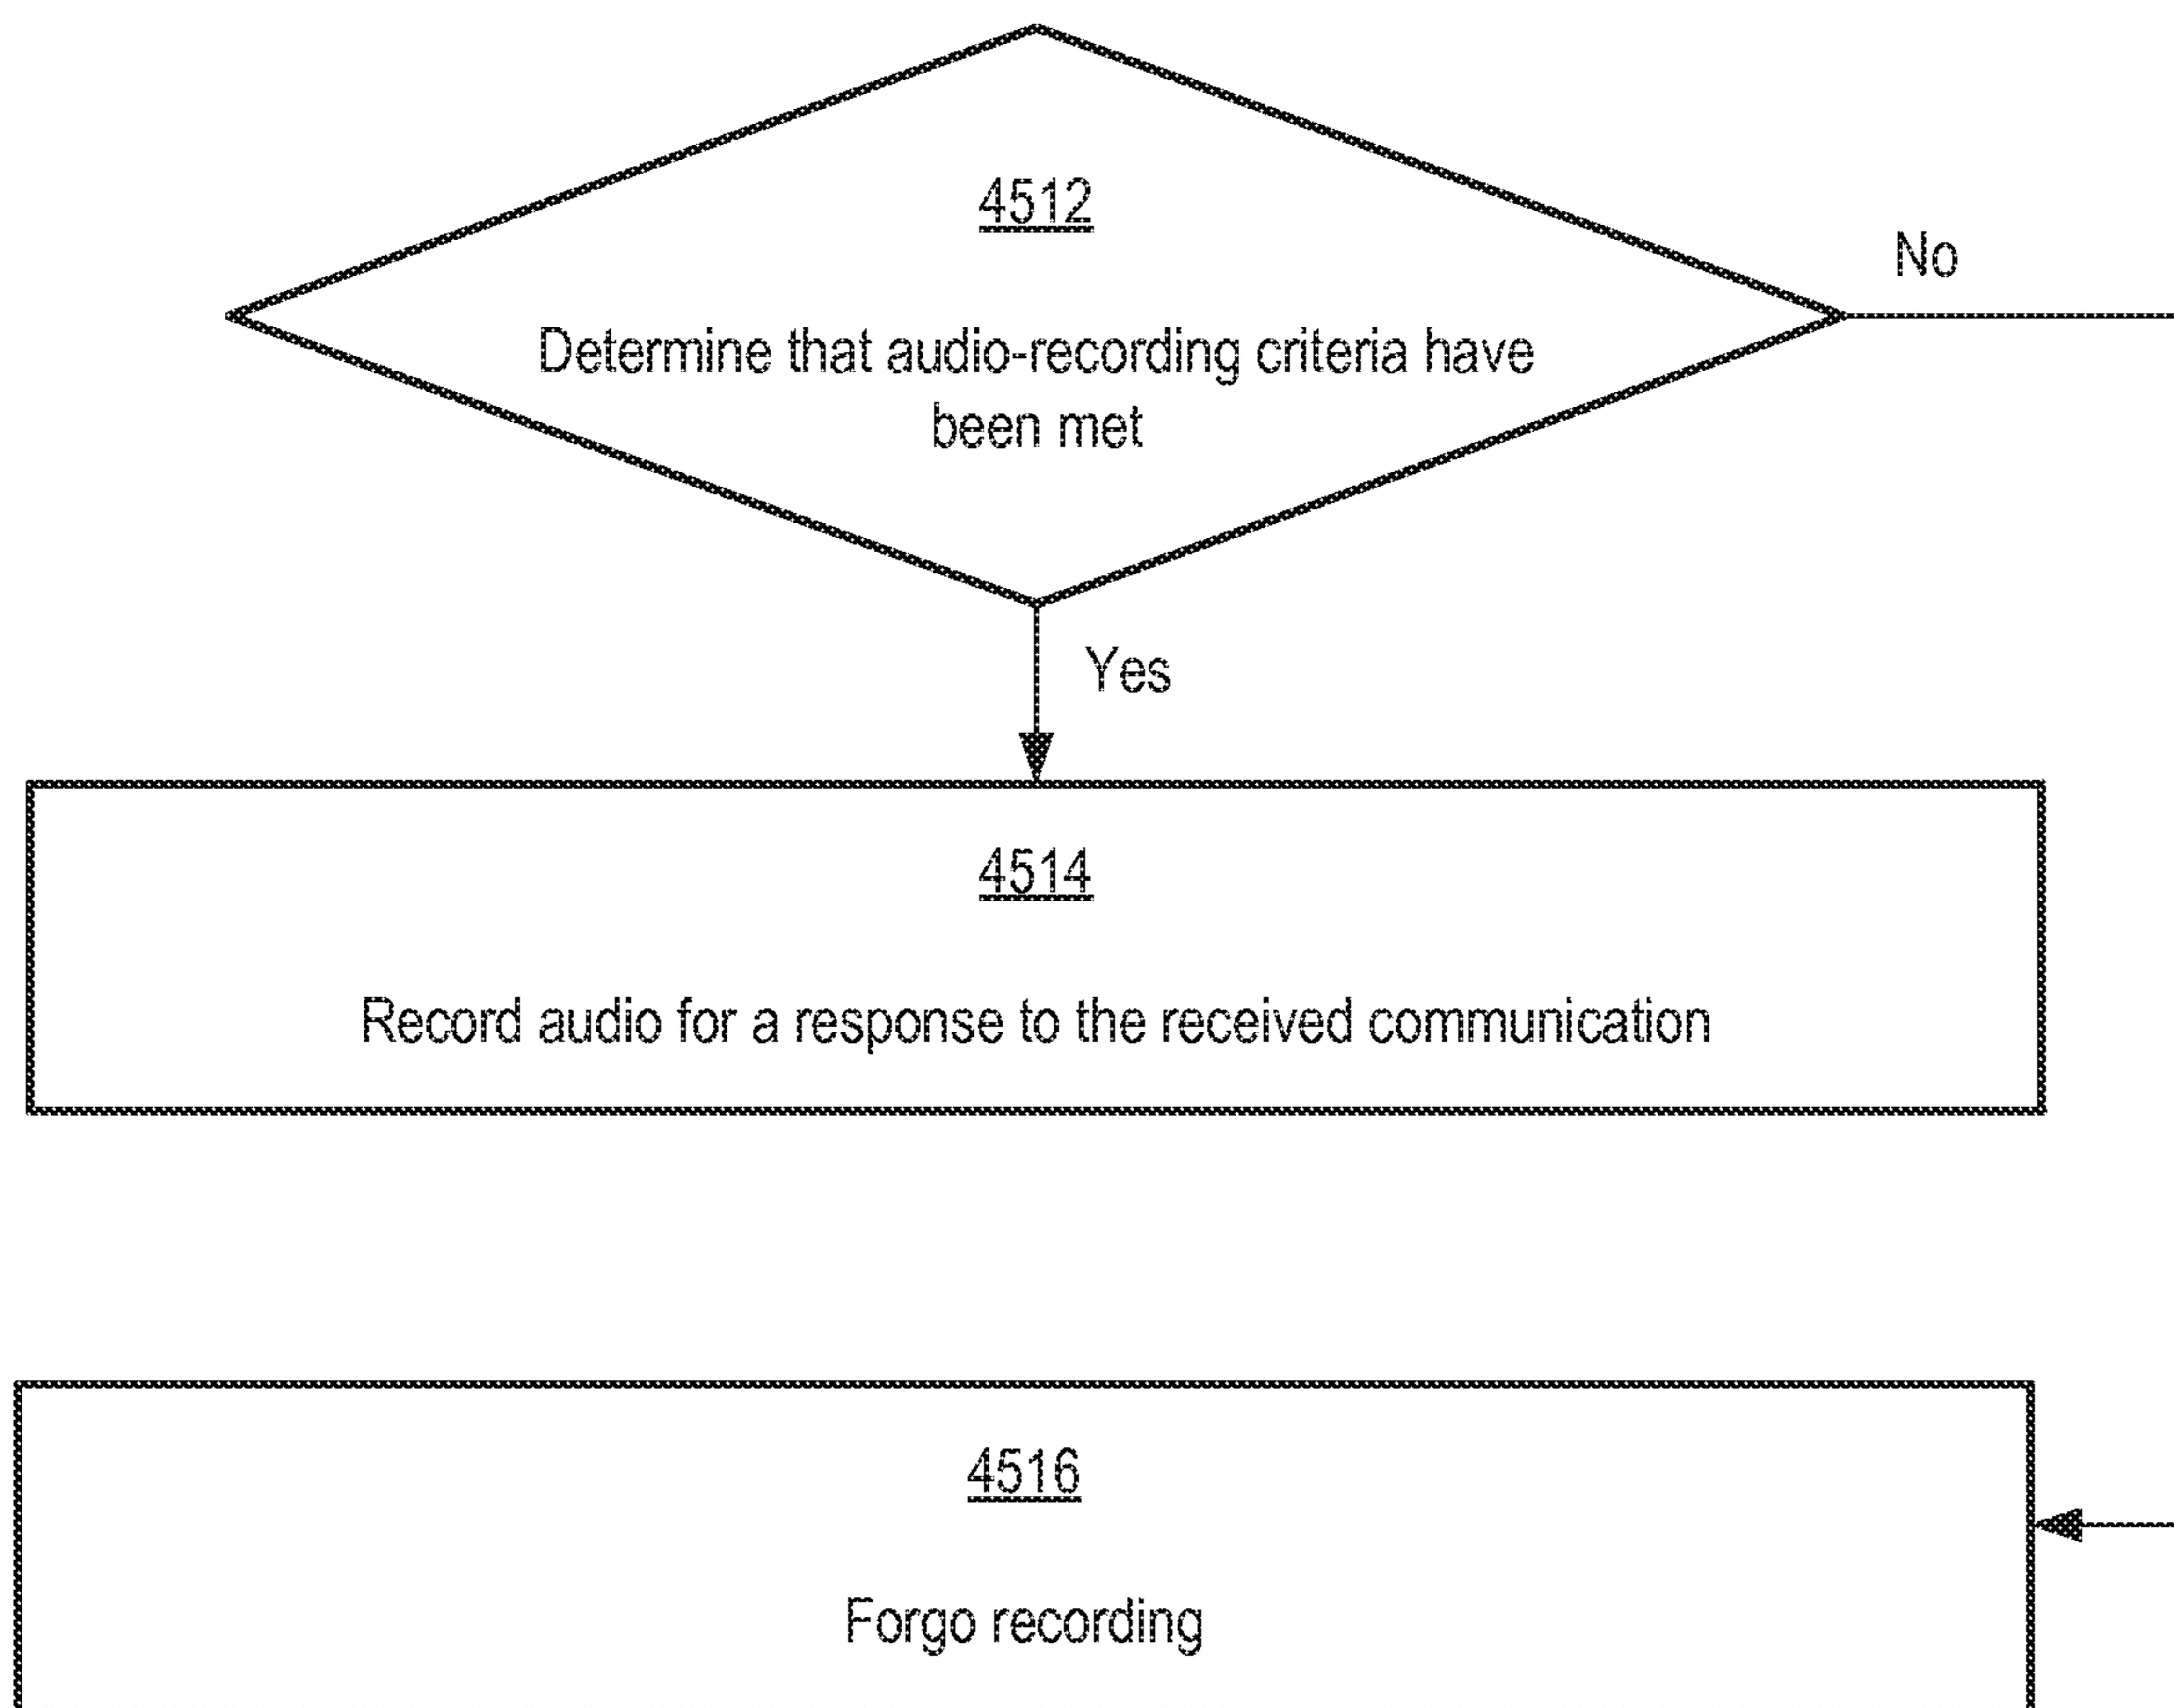 4512
No
Determine that audio-recording criteria have
been met
Yes
4514
Record audio for a response to the received communication
4516
Forgo recording